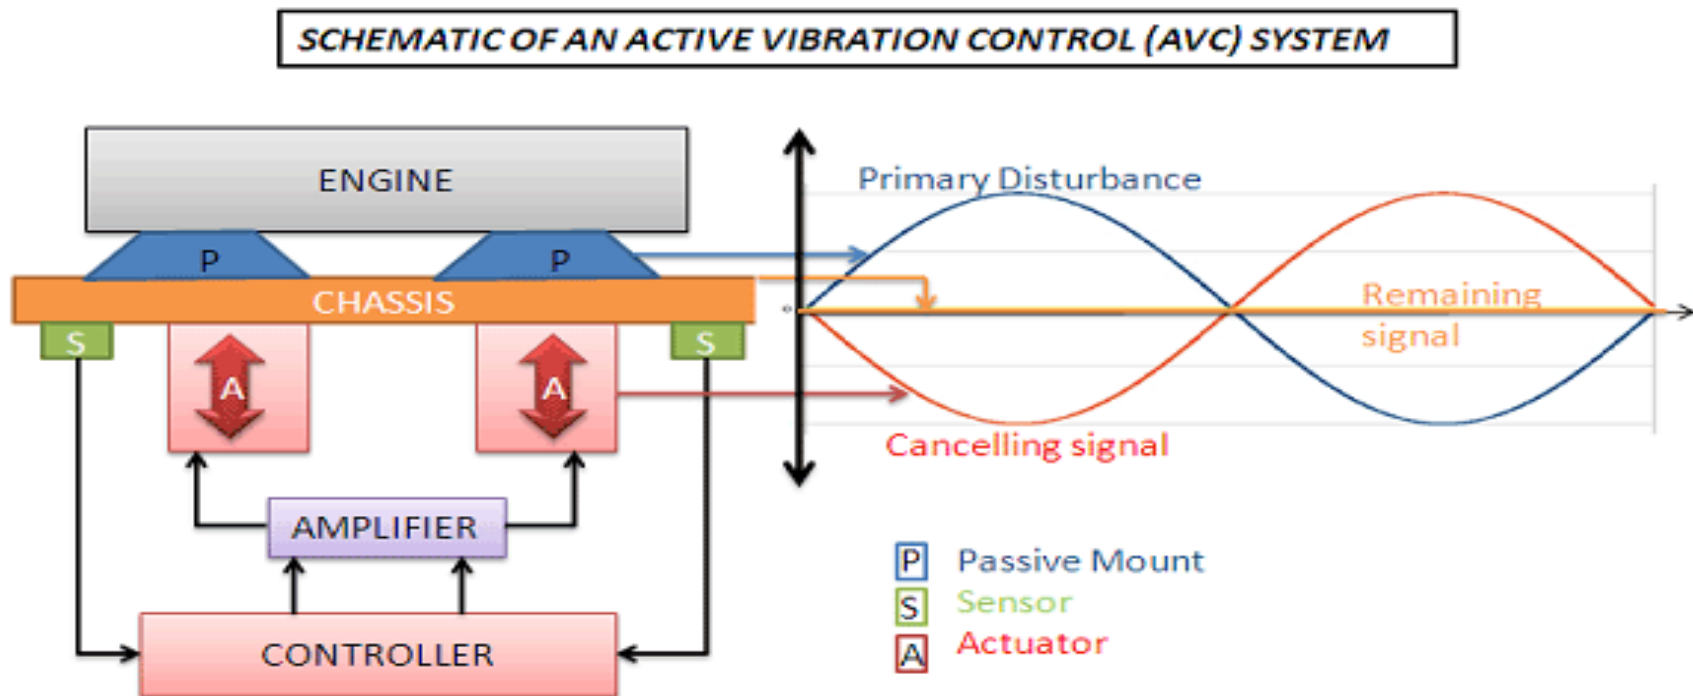 SCHEMATIC OF AN ACTIVE VIBRATION CONTROL (AVC) SYSTEM
ENGINE
P
P
CHASSIS
S
S
A
A
AMPLIFIER
CONTROLLER
Primary Disturbance
Remaining
signal
Cancelling signal
P Passive Mount
S Sensor
A Actuator